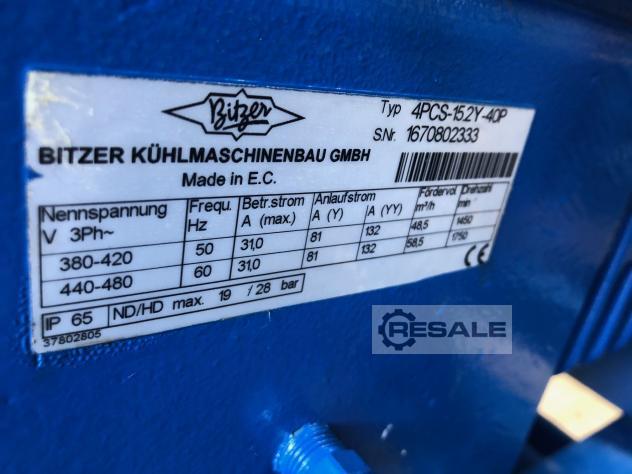 Bitzer
Typ 4PCS-15.2Y-40P
S.Nr. 1670802333
BITZER KÜHLMASCHINENBAU GMBH
Made in E.C.
Nennspannung V 3Ph~ Frequ. Hz Betr.strom A (max.) Anlaufstrom A (Y) A (YY) Fördervol m³/h Drehzahl min⁻¹
380-420 50 31,0 81 132 48,5 1450
440-480 60 31,0 81 132 58,5 1750
IP 65 ND/HD max. 19 / 28 bar CE
37802805
RESALE